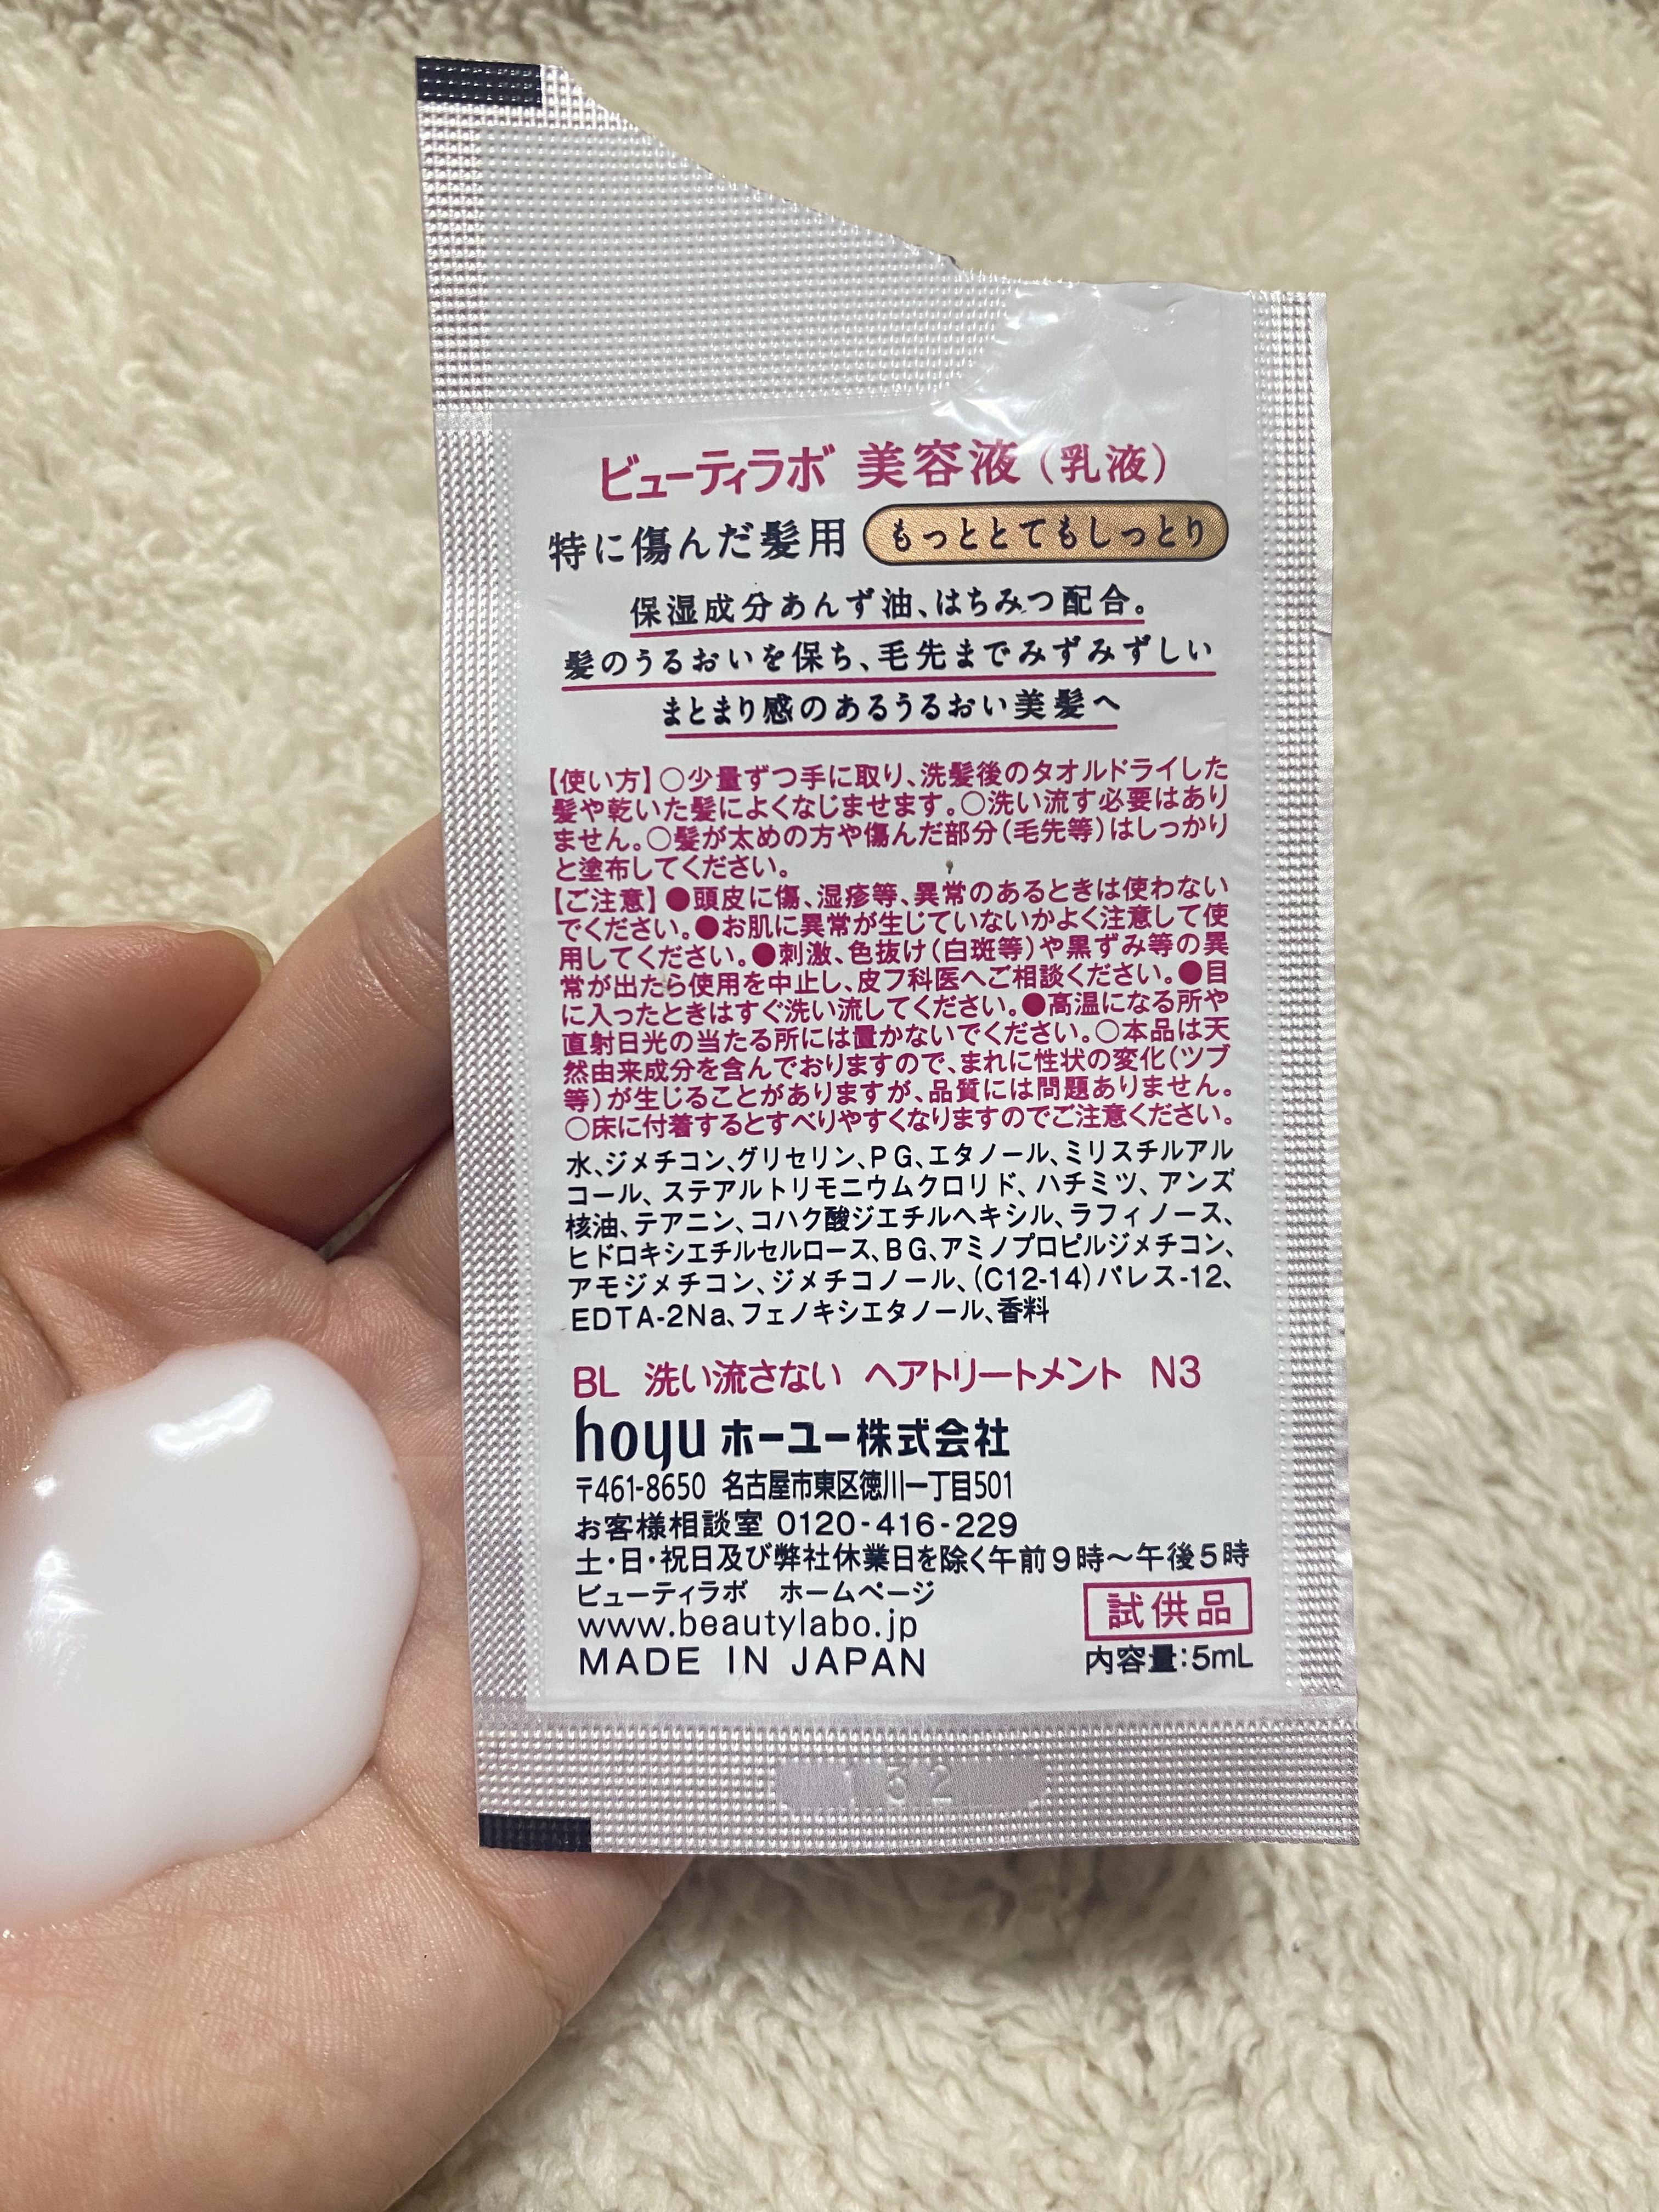 ビューティラボ 美容液（乳液）
特に傷んだ髪用 もっととてもしっとり
保湿成分あんず油、はちみつ配合。
髪のうるおいを保ち、毛先までみずみずしい
まとまり感のあるうるおい美髪へ
【使い方】○少量ずつ手に取り、洗髪後のタオルドライした
髪や乾いた髪によくなじませます。○洗い流す必要はあり
ません。○髪が太めの方や傷んだ部分（毛先等）はしっかり
と塗布してください。
【ご注意】●頭皮に傷、湿疹等、異常のあるときは使わない
でください。●お肌に異常が生じていないかよく注意して使
用してください。●刺激、色抜け（白斑等）や黒ずみ等の異
常が出たら使用を中止し、皮フ科医へご相談ください。●目
に入ったときはすぐ洗い流してください。●高温になる所や
直射日光の当たる所には置かないでください。○本品は天
然由来成分を含んでおりますので、まれに性状の変化（ツブ
等）が生じることがありますが、品質には問題ありません。
○床に付着するとすべりやすくなりますのでご注意ください。
水、ジメチコン、グリセリン、PG、エタノール、ミリスチルアル
コール、ステアルトリモニウムクロリド、ハチミツ、アンズ
核油、テアニン、コハク酸ジエチルヘキシル、ラフィノース、
ヒドロキシエチルセルロース、BG、アミノプロピルジメチコン、
アモジメチコン、ジメチコノール、（C12-14）パレス-12、
EDTA-2Na、フェノキシエタノール、香料
BL 洗い流さない ヘアトリートメント N3
hoyu ホーユー株式会社
〒461-8650 名古屋市東区徳川一丁目501
お客様相談室 0120-416-229
土・日・祝日及び弊社休業日を除く午前9時～午後5時
ビューティラボ ホームページ
www.beautylabo.jp
試供品
MADE IN JAPAN 内容量：5mL
132